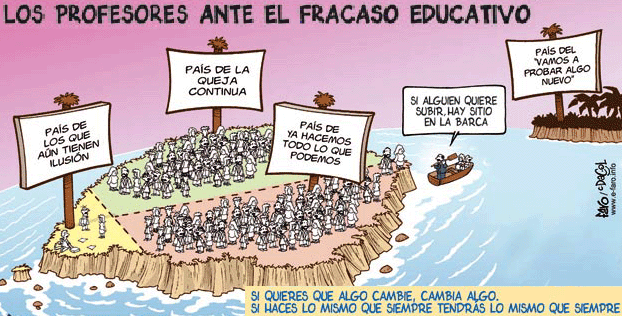 LOS PROFESORES ANTE EL FRACASO EDUCATIVO
PAÍS DE
LOS QUE
AÚN TIENEN
ILUSIÓN
PAÍS DE LA
QUEJA
CONTINUA
PAÍS DE
YA HACEMOS
TODO LO QUE
PODEMOS
SI ALGUIEN QUIERE
SUBIR, HAY SITIO
EN LA BARCA
PAÍS DEL
"VAMOS A
PROBAR ALGO
NUEVO"
www.e-faro.info
SI QUIERES QUE ALGO CAMBIE, CAMBIA ALGO.
SI HACES LO MISMO QUE SIEMPRE TENDRÁS LO MISMO QUE SIEMPRE